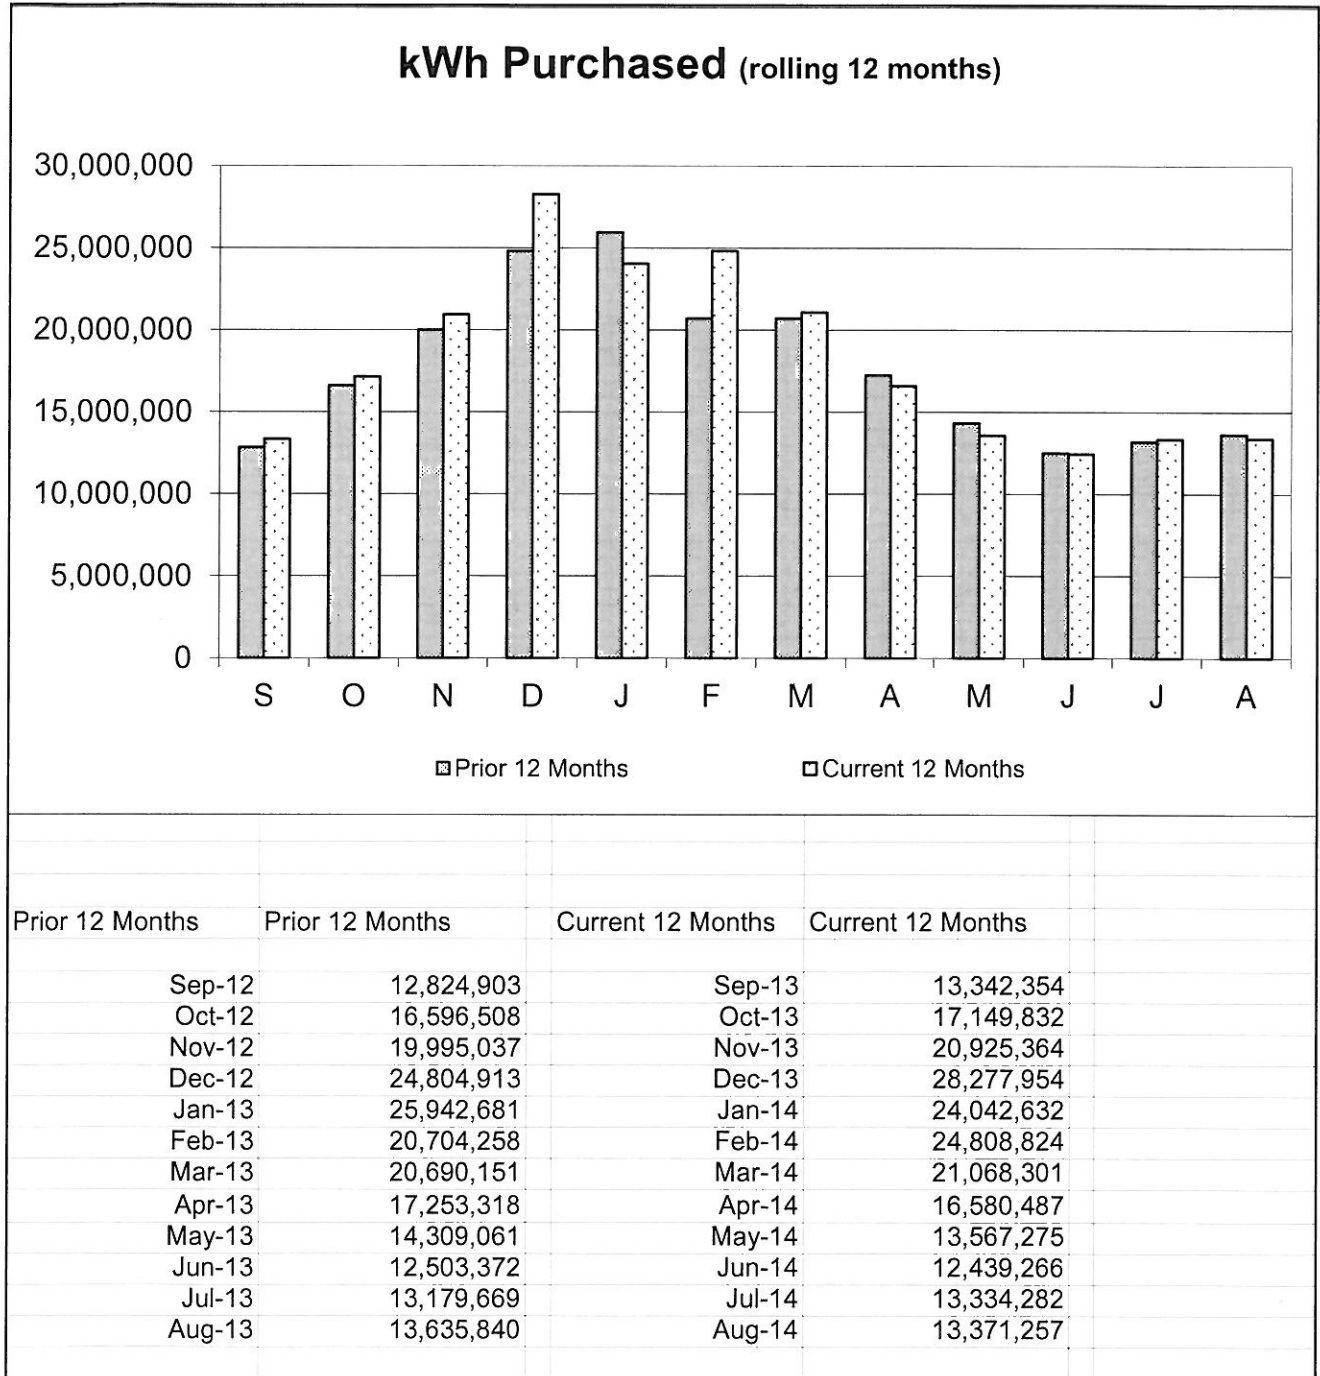 kWh Purchased (rolling 12 months)
30,000,000
25,000,000
20,000,000
15,000,000
10,000,000
5,000,000
0
S O N D J F M A M J J A
Prior 12 Months Current 12 Months
Prior 12 Months Prior 12 Months Current 12 Months Current 12 Months
Sep-12 12,824,903 Sep-13 13,342,354
Oct-12 16,596,508 Oct-13 17,149,832
Nov-12 19,995,037 Nov-13 20,925,364
Dec-12 24,804,913 Dec-13 28,277,954
Jan-13 25,942,681 Jan-14 24,042,632
Feb-13 20,704,258 Feb-14 24,808,824
Mar-13 20,690,151 Mar-14 21,068,301
Apr-13 17,253,318 Apr-14 16,580,487
May-13 14,309,061 May-14 13,567,275
Jun-13 12,503,372 Jun-14 12,439,266
Jul-13 13,179,669 Jul-14 13,334,282
Aug-13 13,635,840 Aug-14 13,371,257